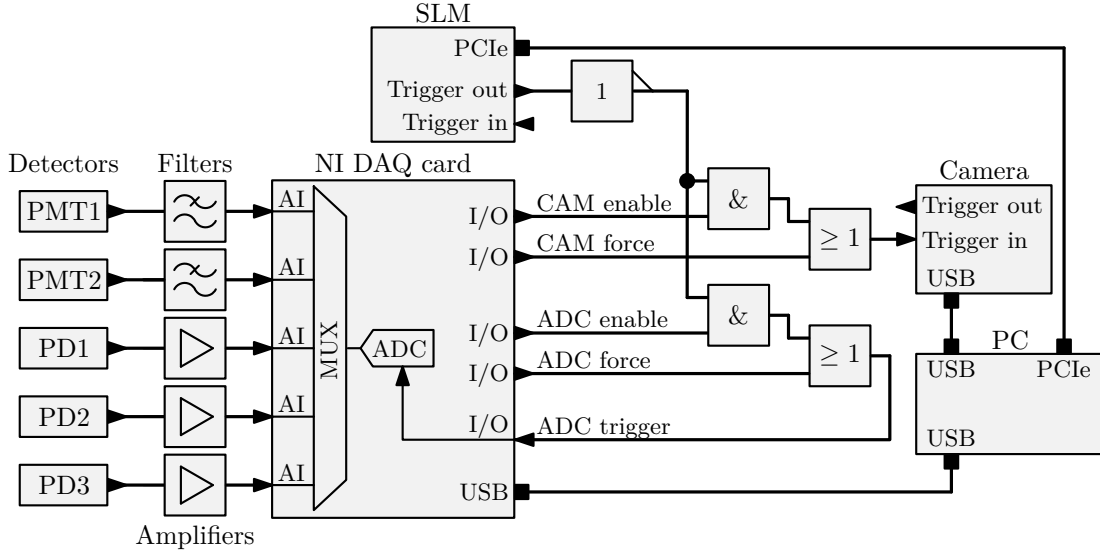 SLM
PCIe
Trigger out
1
Trigger in
Detectors
Filters
NI DAQ card
Camera
PMT1
AI
I/O
CAM enable
&
Trigger out
≥ 1
Trigger in
I/O
CAM force
PMT2
AI
USB
I/O
ADC enable
&
PC
PD1
AI
MUX
ADC
I/O
ADC force
≥ 1
USB
PCIe
PD2
AI
I/O
ADC trigger
USB
PD3
AI
USB
Amplifiers